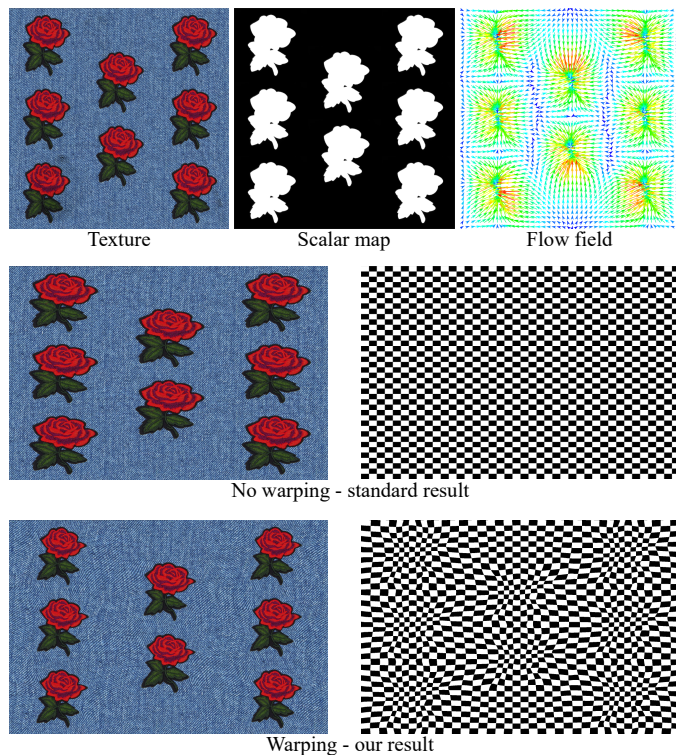 Texture
Scalar map
Flow field
No warping - standard result
Warping - our result